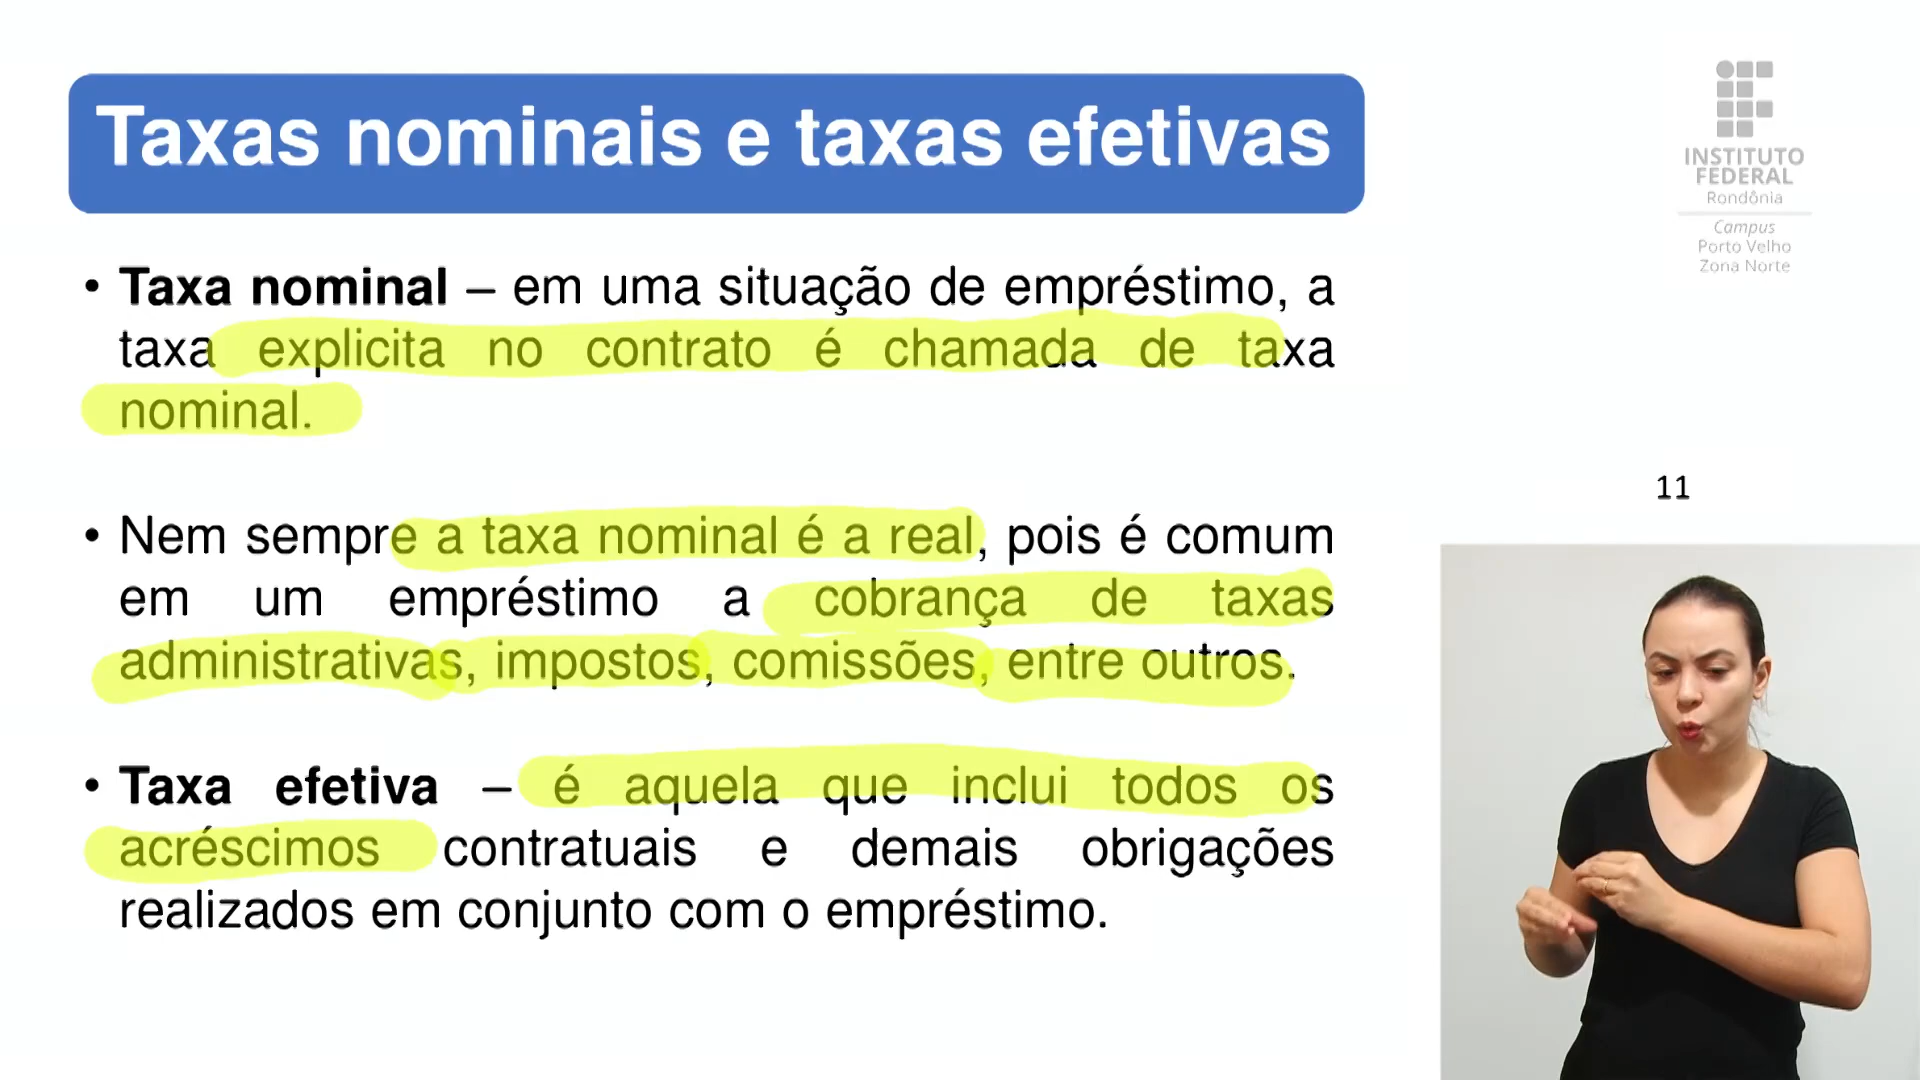 Taxas nominais e taxas efetivas
INSTITUTO
FEDERAL
Rondônia
Campus
Porto Velho
Zona Norte
• Taxa nominal – em uma situação de empréstimo, a
taxa explicita no contrato é chamada de taxa
nominal.
• Nem sempre a taxa nominal é a real, pois é comum
em um empréstimo a cobrança de taxas
administrativas, impostos, comissões, entre outros.
• Taxa efetiva – é aquela que inclui todos os
acréscimos contratuais e demais obrigações
realizados em conjunto com o empréstimo.
11